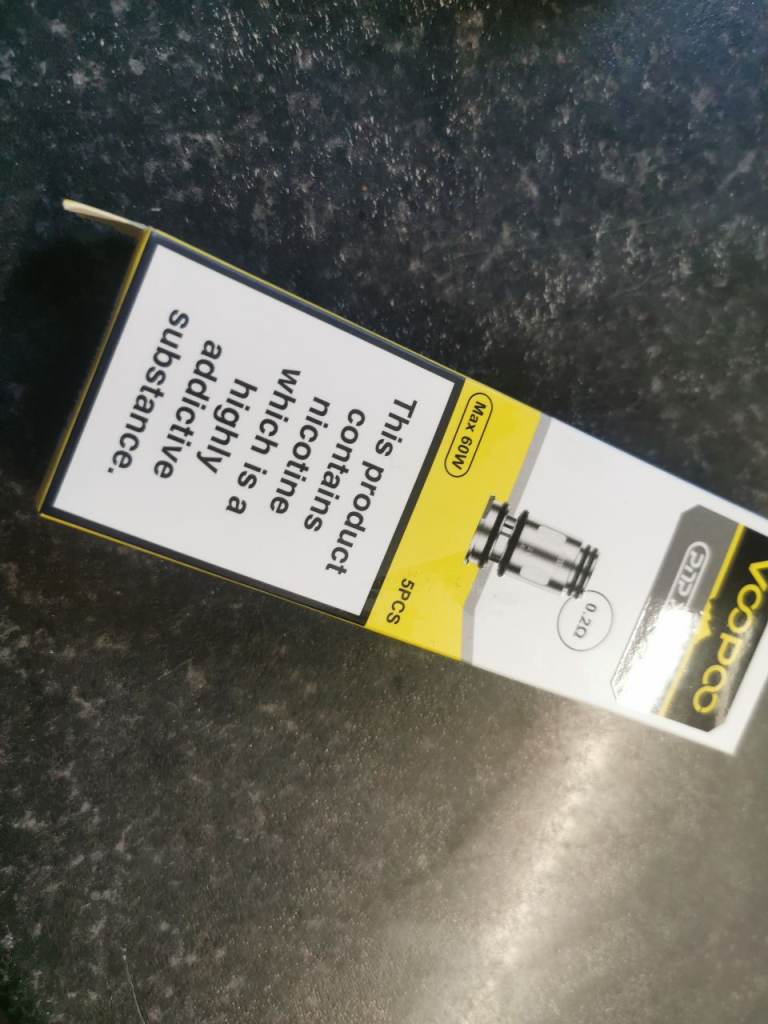 VOOPOO
PnP
0.2Ω
Max 60W
5PCS
This product
contains
nicotine
which is a
highly
addictive
substance.